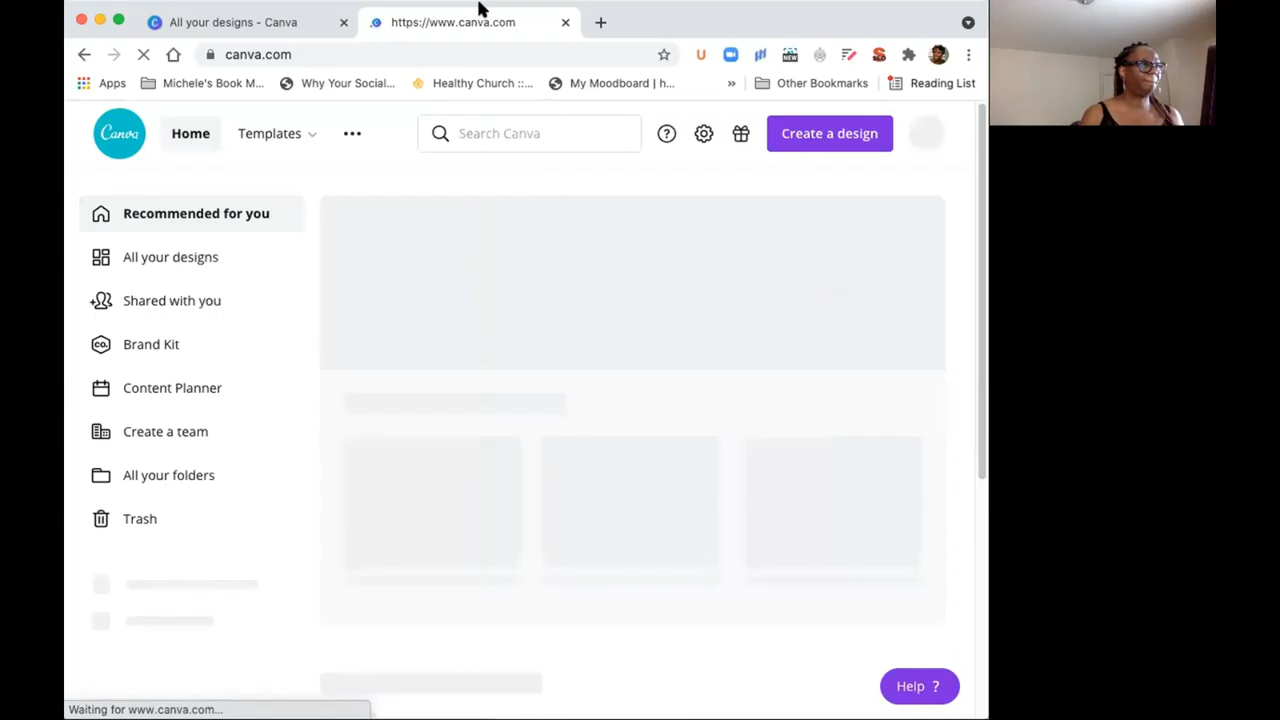 All your designs - Canva
https://www.canva.com
canva.com
Apps
Michele's Book M...
Why Your Social...
Healthy Church ::...
My Moodboard | h...
»
Other Bookmarks
Reading List
Canva
Home
Templates
Search Canva
Create a design
Recommended for you
All your designs
Shared with you
Brand Kit
Content Planner
Create a team
All your folders
Trash
Help ?
Waiting for www.canva.com...